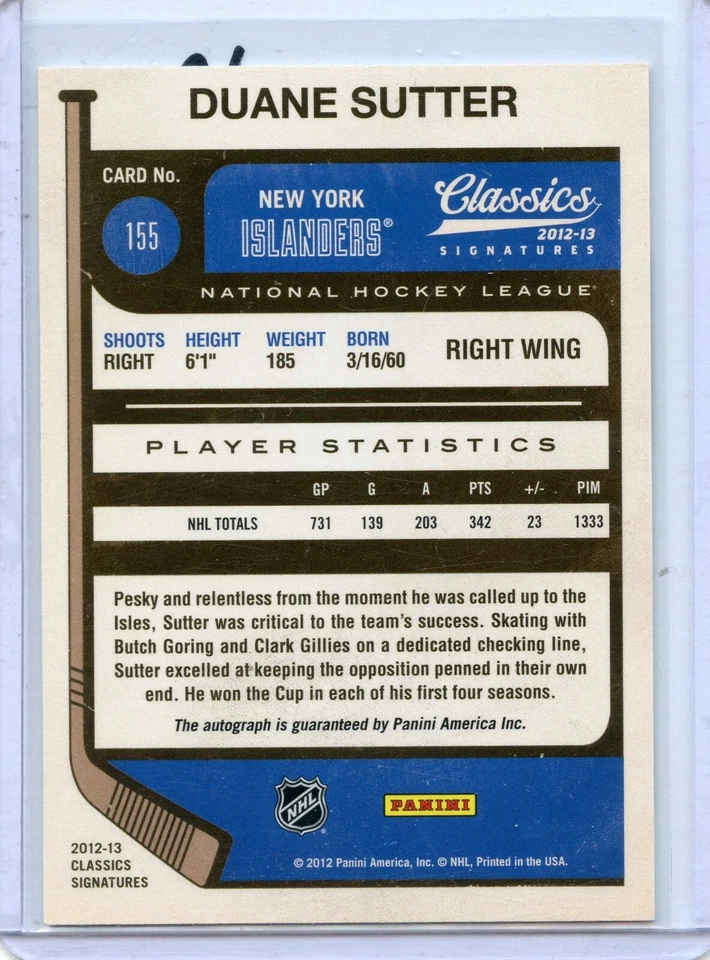 DUANE SUTTER
CARD No.
155
NEW YORK
ISLANDERS®
Classics
2012-13
SIGNATURES
NATIONAL HOCKEY LEAGUE
SHOOTS HEIGHT WEIGHT BORN
RIGHT 6'1" 185 3/16/60
RIGHT WING
PLAYER STATISTICS
GP G A PTS +/- PIM
NHL TOTALS 731 139 203 342 23 1333
Pesky and relentless from the moment he was called up to the
Isles, Sutter was critical to the team's success. Skating with
Butch Goring and Clark Gillies on a dedicated checking line,
Sutter excelled at keeping the opposition penned in their own
end. He won the Cup in each of his first four seasons.
The autograph is guaranteed by Panini America Inc.
NHL
PANINI
2012-13
CLASSICS
SIGNATURES
© 2012 Panini America, Inc. © NHL, Printed in the USA.